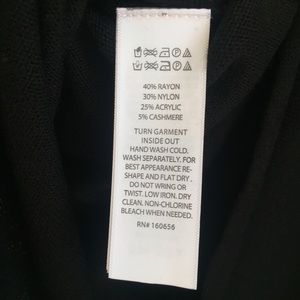 40% RAYON
30% NYLON
25% ACRYLIC
5% CASHMERE
TURN GARMENT
INSIDE OUT
HAND WASH COLD.
WASH SEPARATELY. FOR
BEST APPEARANCE RE-
SHAPE AND FLAT DRY .
DO NOT WRING OR
TWIST. LOW IRON. DRY
CLEAN. NON-CHLORINE
BLEACH WHEN NEEDED.
RN# 160656